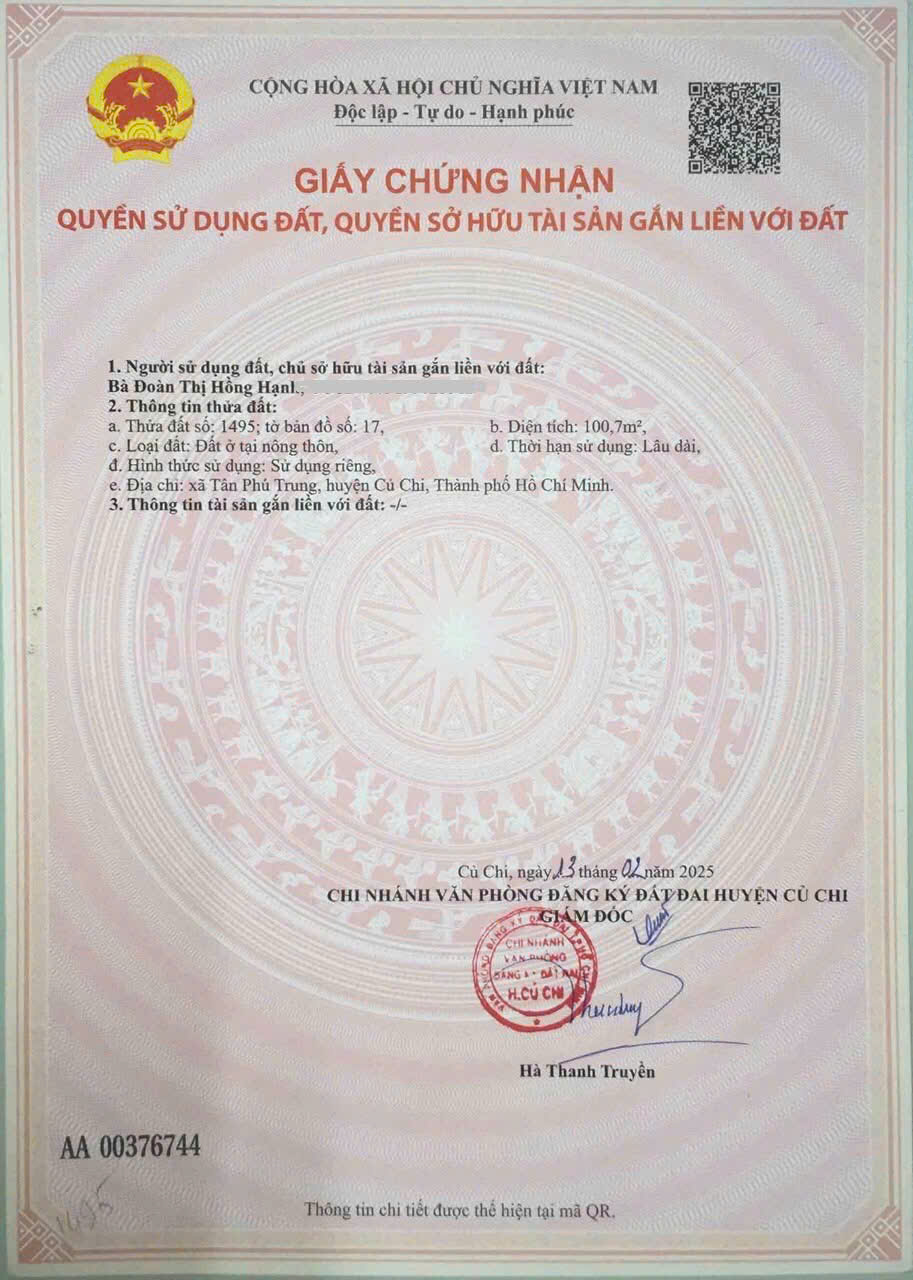 CỘNG HÒA XÃ HỘI CHỦ NGHĨA VIỆT NAM
Độc lập - Tự do - Hạnh phúc
GIẤY CHỨNG NHẬN
QUYỀN SỬ DỤNG ĐẤT, QUYỀN SỞ HỮU TÀI SẢN GẮN LIỀN VỚI ĐẤT
1. Người sử dụng đất, chủ sở hữu tài sản gắn liền với đất:
Bà Đoàn Thị Hồng
2. Thông tin thửa đất:
a. Thửa đất số: 1495; tờ bản đồ số: 17, b. Diện tích: 100,7m²,
c. Loại đất: Đất ở tại nông thôn, d. Thời hạn sử dụng: Lâu dài,
đ. Hình thức sử dụng: Sử dụng riêng,
e. Địa chỉ: xã Tân Phú Trung, huyện Củ Chi, Thành phố Hồ Chí Minh.
3. Thông tin tài sản gắn liền với đất: -/-
Củ Chi, ngày 13 tháng 02 năm 2025
CHI NHÁNH VĂN PHÒNG ĐĂNG KÝ ĐẤT ĐAI HUYỆN CỦ CHI
GIÁM ĐỐC
CHI NHÁNH
VĂN PHÒNG
ĐĂNG KÝ ĐẤT ĐAI
H.CỦ CHI
Hà Thanh Truyền
AA 00376744
1495
Thông tin chi tiết được thể hiện tại mã QR.